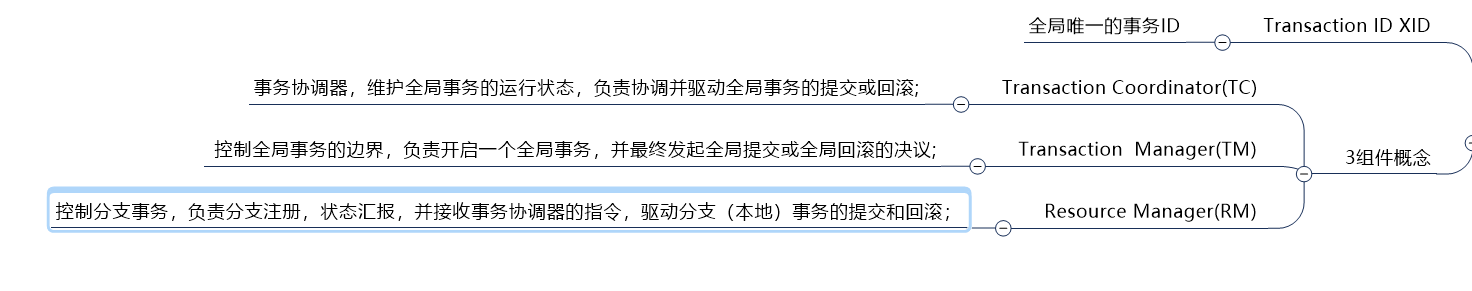 全局唯一的事务ID Transaction ID XID
事务协调器，维护全局事务的运行状态，负责协调并驱动全局事务的提交或回滚; Transaction Coordinator(TC)
控制全局事务的边界，负责开启一个全局事务，并最终发起全局提交或全局回滚的决议; Transaction  Manager(TM)
3组件概念
控制分支事务，负责分支注册，状态汇报，并接收事务协调器的指令，驱动分支（本地）事务的提交和回滚； Resource Manager(RM)